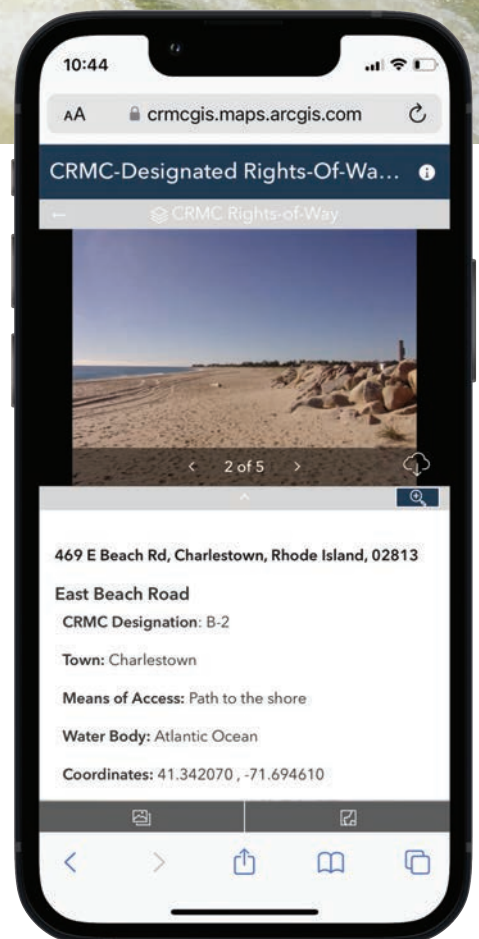 10:44
AA crmcgis.maps.arcgis.com
CRMC-Designated Rights-Of-Wa...
CRMC Rights-of-Way
2 of 5
469 E Beach Rd, Charlestown, Rhode Island, 02813
East Beach Road
CRMC Designation: B-2
Town: Charlestown
Means of Access: Path to the shore
Water Body: Atlantic Ocean
Coordinates: 41.342070 , -71.694610